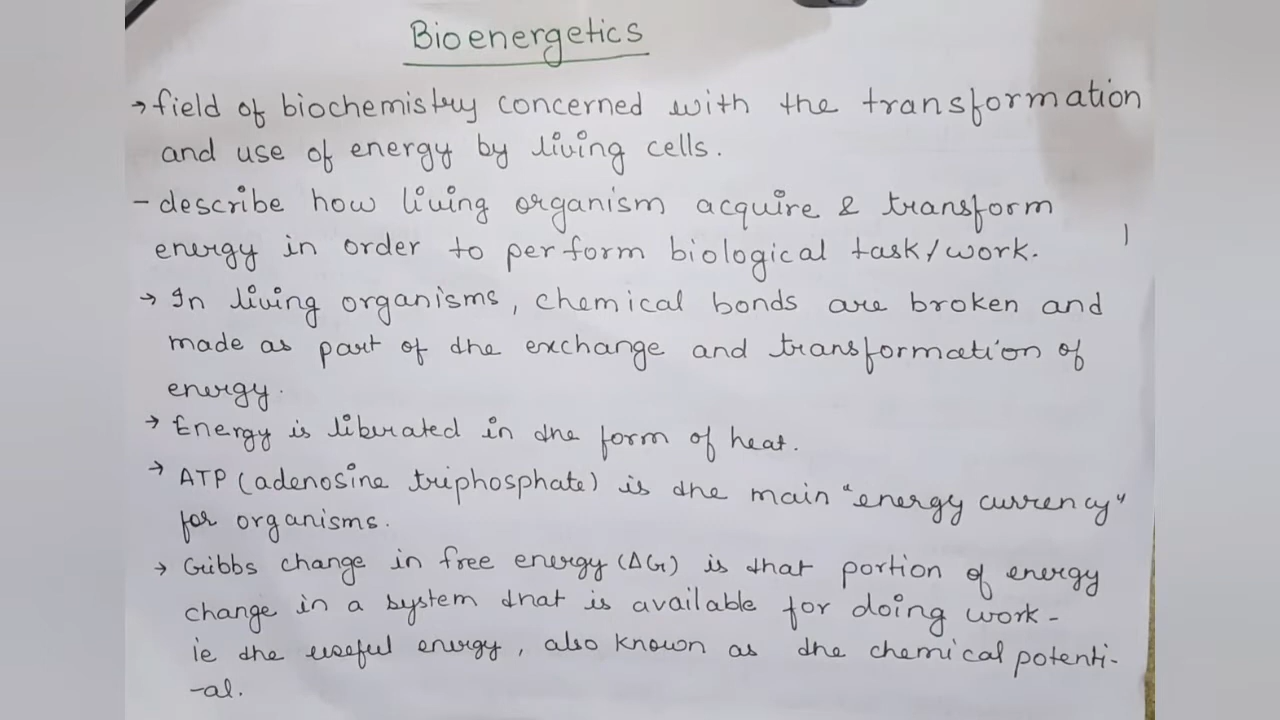 Bioenergetics
→ field of biochemistry concerned with the transformation
and use of energy by living cells.
- describe how living organism acquire & transform
energy in order to perform biological task/work.
→ In living organisms, chemical bonds are broken and
made as part of the exchange and transformation of
energy.
→ Energy is liberated in the form of heat.
→ ATP (adenosine triphosphate) is the main "energy currency"
for organisms.
→ Gibbs change in free energy (ΔG) is that portion of energy
change in a system that is available for doing work -
ie the useful energy, also known as the chemical potenti-
-al.